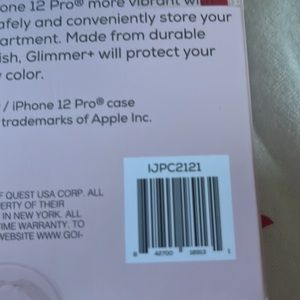 one 12 Pro® more vibrant wi
safely and conveniently store your
artment. Made from durable
ish, Glimmer+ will protect your
color.
/ iPhone 12 Pro® case
trademarks of Apple Inc.
IJPC2121
F QUEST USA CORP. ALL
PERTY OF THEIR
IN NEW YORK. ALL
TIME WARRANTY. TO
WEBSITE WWW.GOI-